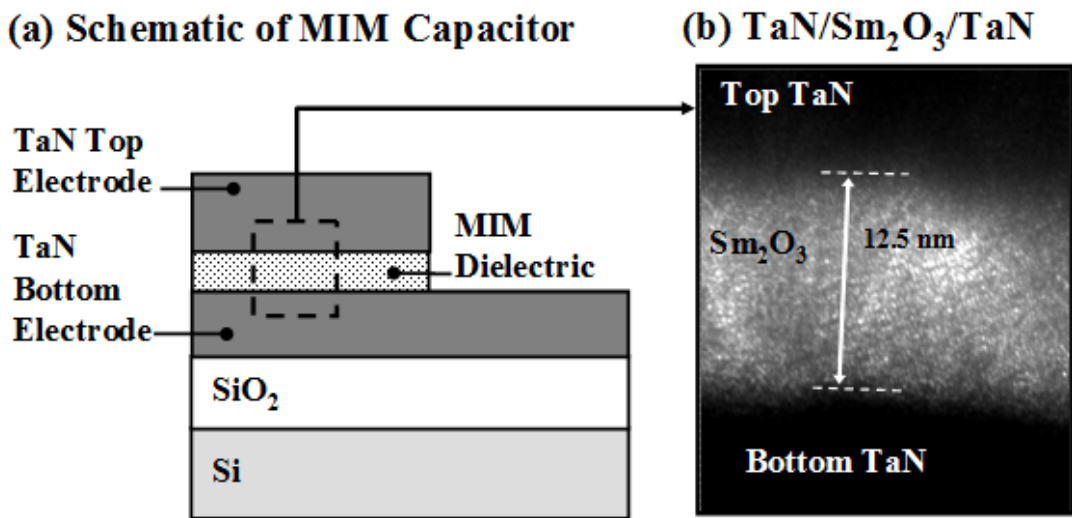 (a) Schematic of MIM Capacitor
(b) TaN/Sm₂O₃/TaN
TaN Top
Electrode
TaN
Bottom
Electrode
MIM
Dielectric
SiO₂
Si
Top TaN
Sm₂O₃
12.5 nm
Bottom TaN